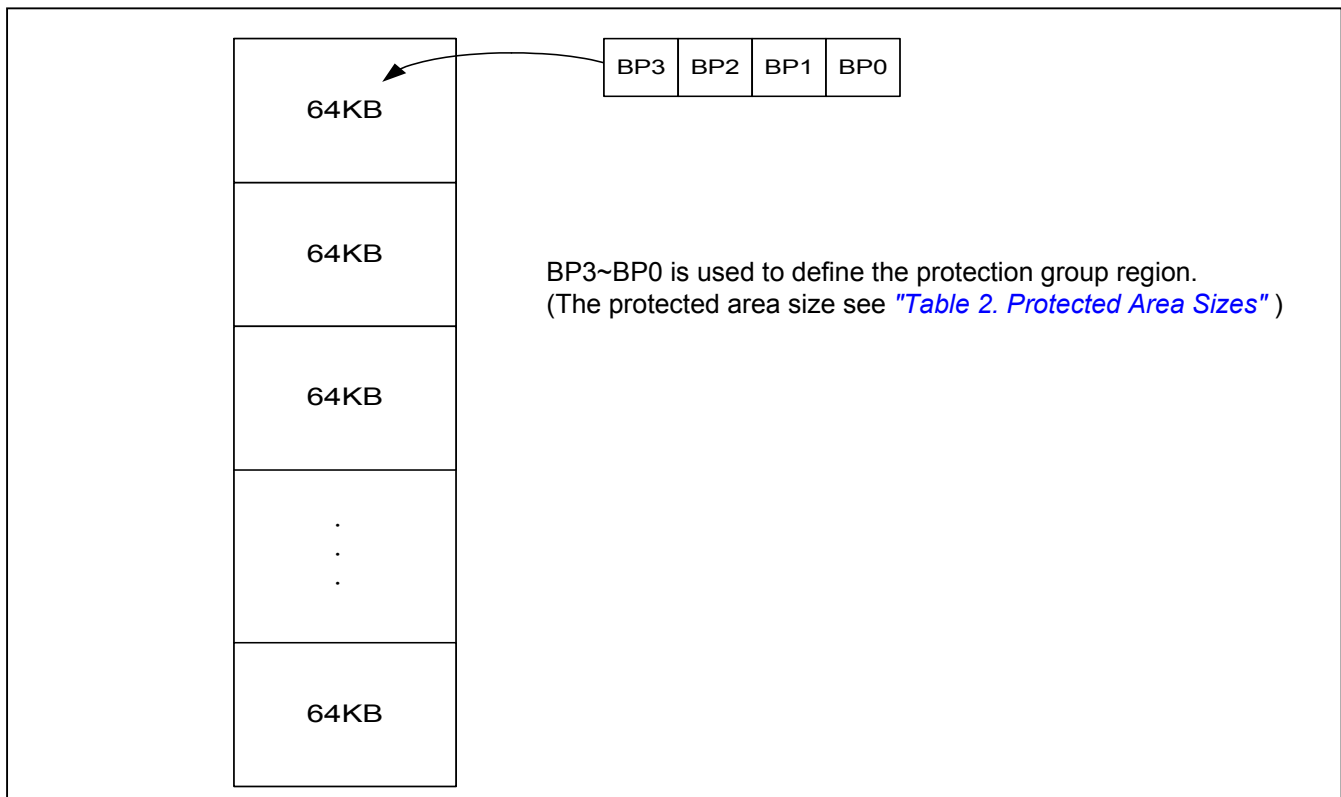 BP3 BP2 BP1 BP0
64KB
64KB
BP3~BP0 is used to define the protection group region.
(The protected area size see "Table 2. Protected Area Sizes" )
64KB
.
.
.
64KB